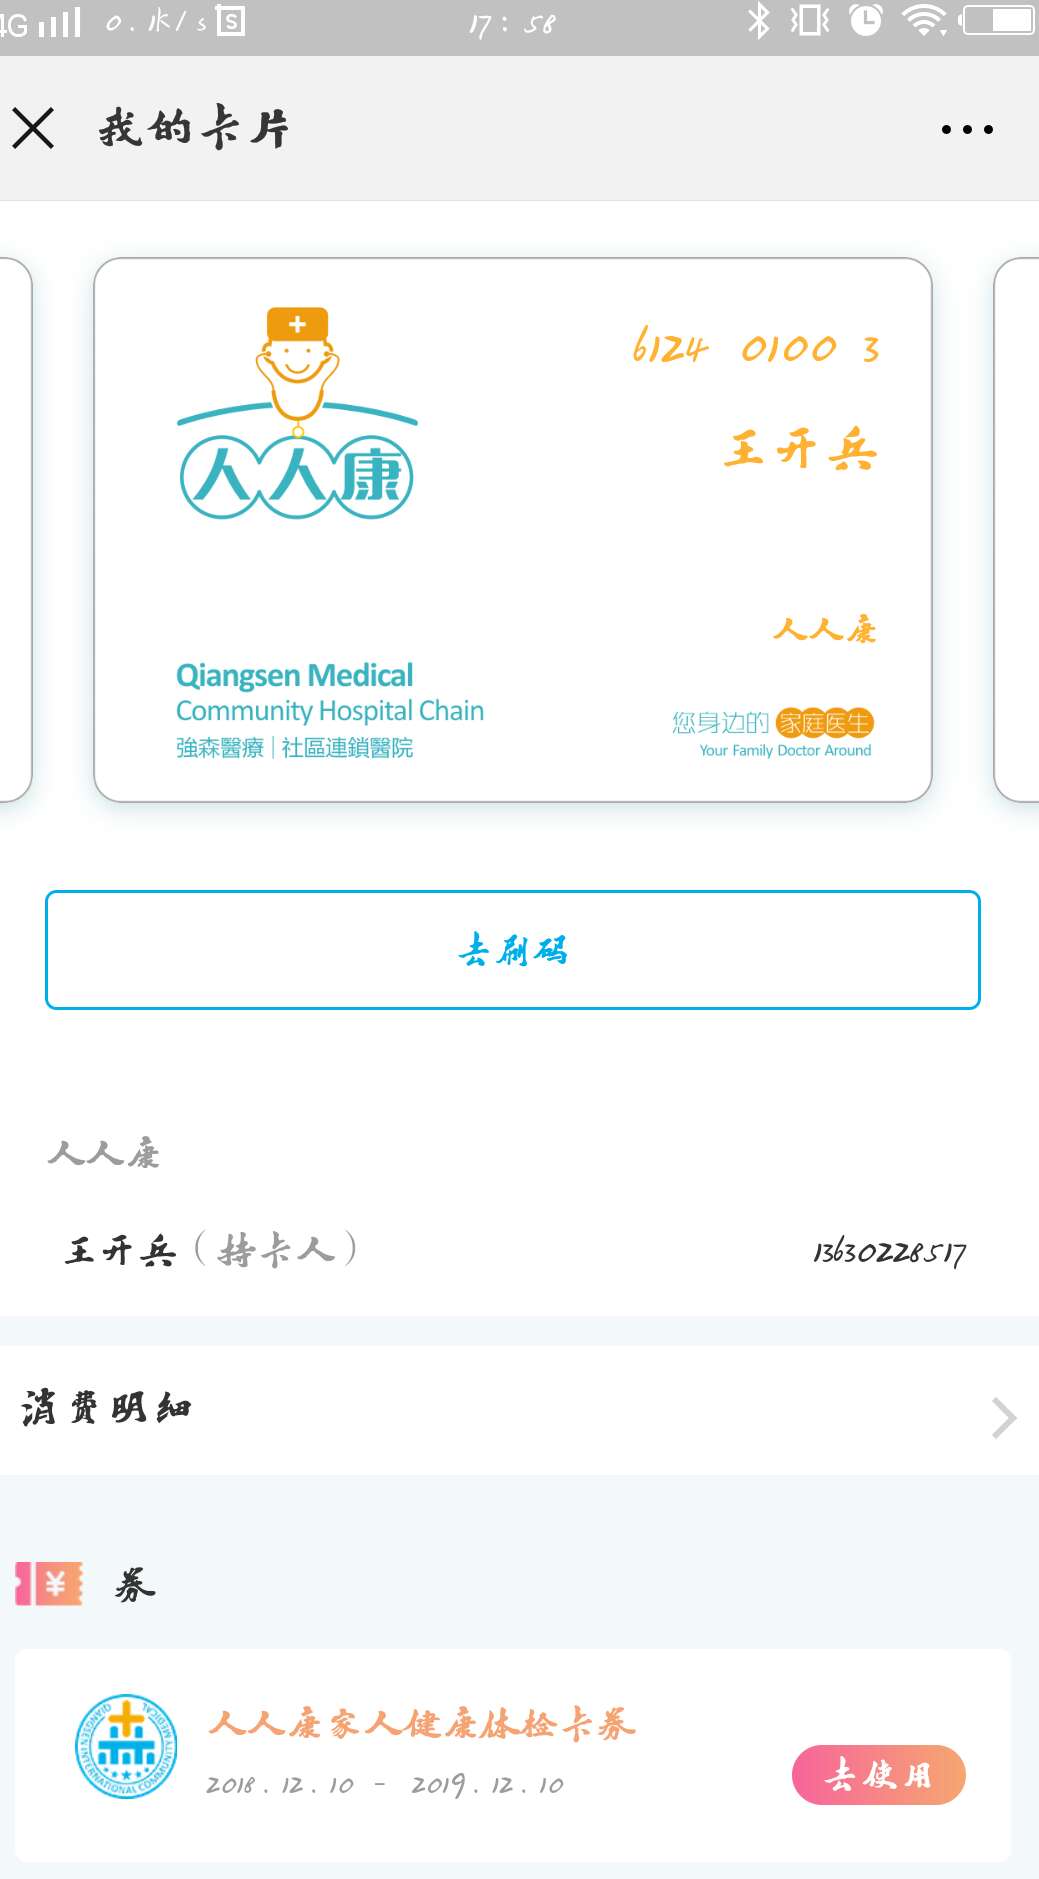 4G 0.1K/s S 17:58
我的卡片
6124 0100 3
王开兵
人人康
人人康
Qiangsen Medical
Community Hospital Chain
強森醫療|社區連鎖醫院
您身边的 家庭医生
Your Family Doctor Around
去刷码
人人康
王开兵(持卡人) 13630228517
消费明细
¥ 券
人人康家人健康体检卡券
2018.12.10 - 2019.12.10
去使用
QIANGSEN INTERNATIONAL COMMUNITY MEDICAL